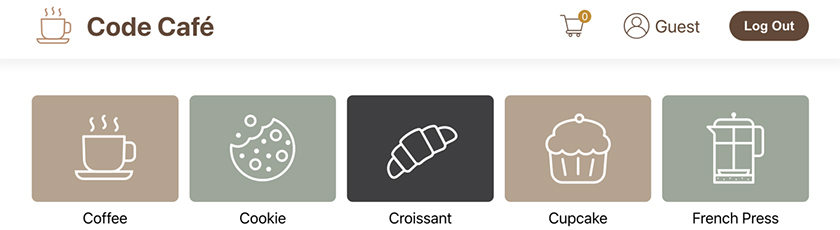 Code Café
0
Guest
Log Out
Coffee
Cookie
Croissant
Cupcake
French Press